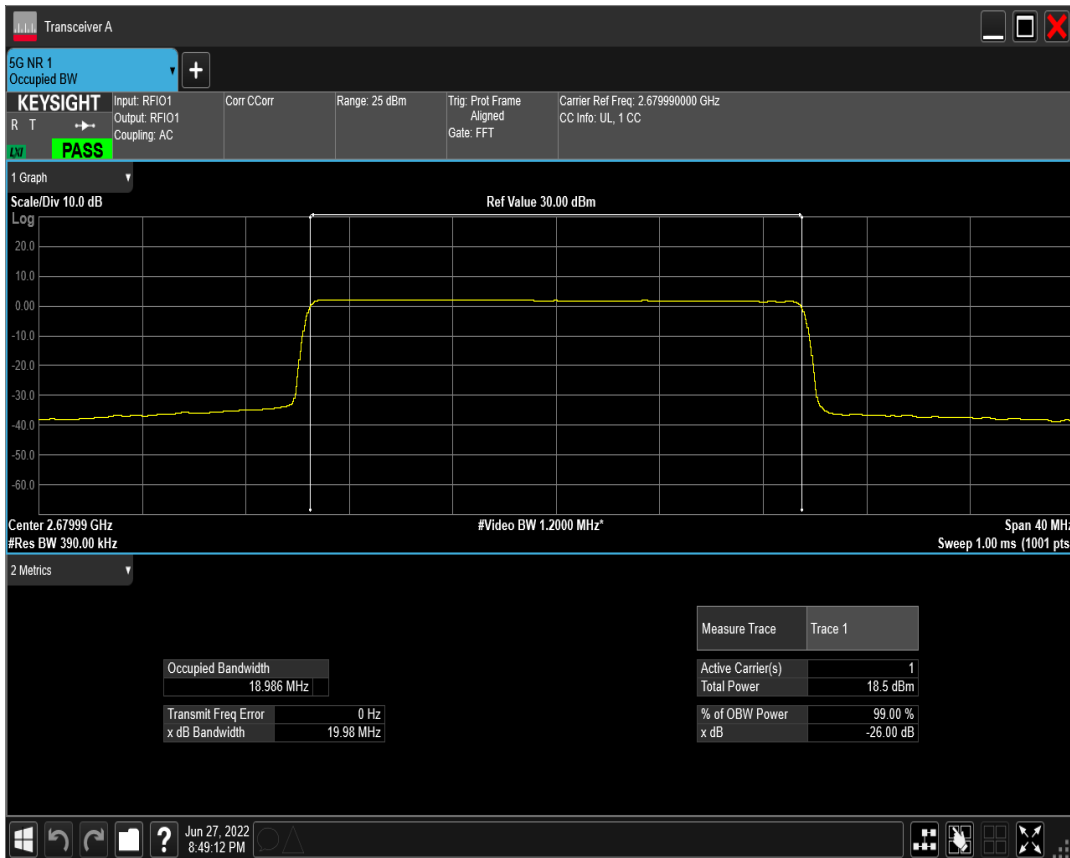 Transceiver A
5G NR 1
Occupied BW
KEYSIGHT
R T
LXI
PASS
Input: RFIO1
Output: RFIO1
Coupling: AC
Corr CCorr
Range: 25 dBm
Trig: Prot Frame
Aligned
Gate: FFT
Carrier Ref Freq: 2.679990000 GHz
CC Info: UL, 1 CC
1 Graph
Scale/Div 10.0 dB
Ref Value 30.00 dBm
Log
20.0
10.0
0.00
-10.0
-20.0
-30.0
-40.0
-50.0
-60.0
Center 2.67999 GHz
#Video BW 1.2000 MHz*
Span 40 MHz
#Res BW 390.00 kHz
Sweep 1.00 ms (1001 pts
2 Metrics
Measure Trace Trace 1
Occupied Bandwidth
18.986 MHz
Active Carrier(s) 1
Total Power 18.5 dBm
Transmit Freq Error 0 Hz
x dB Bandwidth 19.98 MHz
% of OBW Power 99.00 %
x dB -26.00 dB
?
Jun 27, 2022
8:49:12 PM